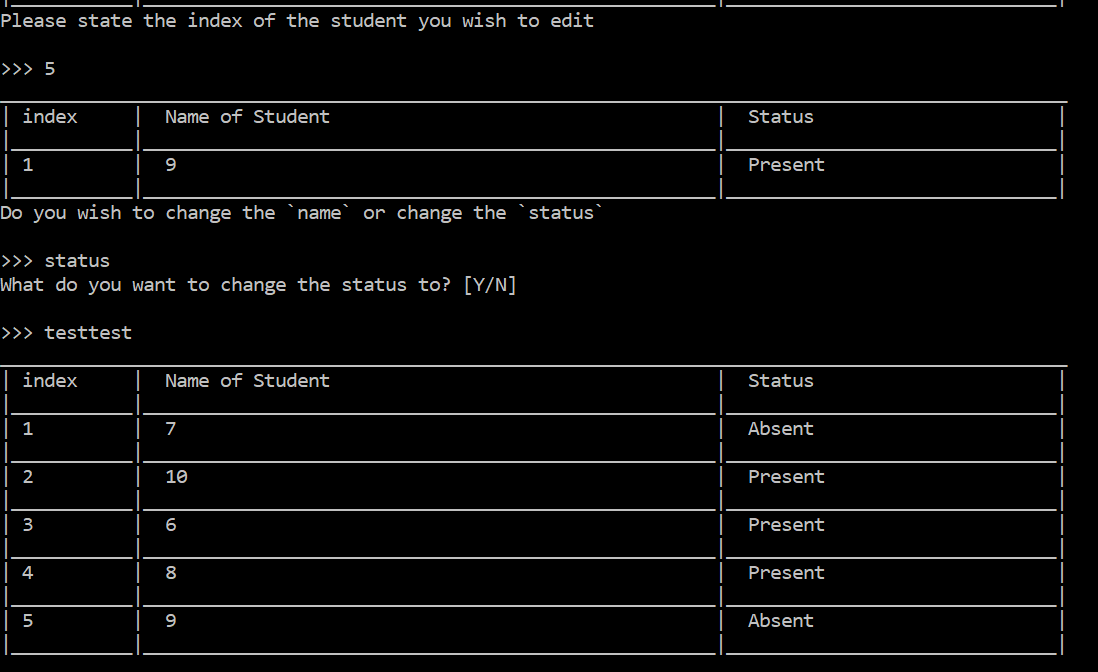 Please state the index of the student you wish to edit
>>> 5
| index | Name of Student | Status |
| 1 | 9 | Present |
Do you wish to change the `name` or change the `status`
>>> status
What do you want to change the status to? [Y/N]
>>> testtest
| index | Name of Student | Status |
| 1 | 7 | Absent |
| 2 | 10 | Present |
| 3 | 6 | Present |
| 4 | 8 | Present |
| 5 | 9 | Absent |